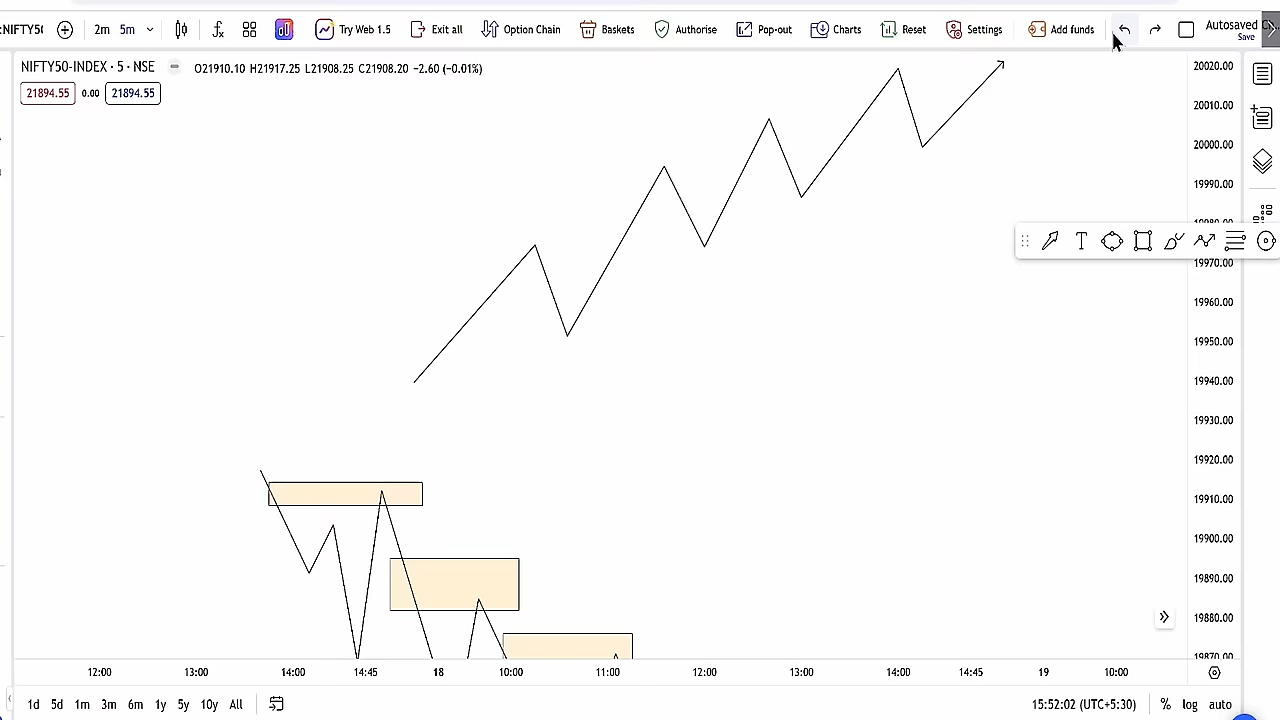 :NIFTY5( 2m 5m Try Web 1.5 Exit all Option Chain Baskets Authorise Pop-out Charts Reset Settings Add funds Autosaved
Save
NIFTY50-INDEX · 5 · NSE O21910.10 H21917.25 L21908.25 C21908.20 −2.60 (−0.01%)
21894.55 0.00 21894.55
20020.00
20010.00
20000.00
19990.00
19970.00
19960.00
19950.00
19940.00
19930.00
19920.00
19910.00
19900.00
19890.00
19880.00
19870.00
12:00 13:00 14:00 14:45 18 10:00 11:00 12:00 13:00 14:00 14:45 19 10:00
1d 5d 1m 3m 6m 1y 5y 10y All 15:52:02 (UTC+5:30) % log auto